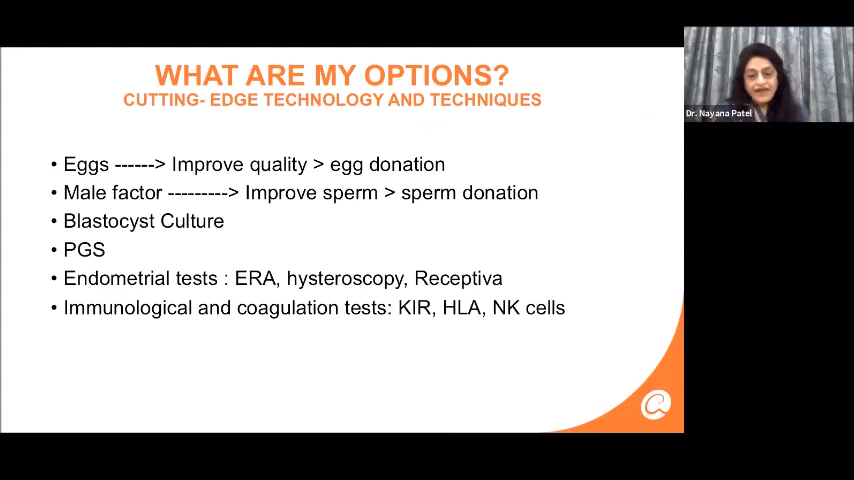 WHAT ARE MY OPTIONS?
CUTTING- EDGE TECHNOLOGY AND TECHNIQUES
• Eggs ------> Improve quality > egg donation
• Male factor ---------> Improve sperm > sperm donation
• Blastocyst Culture
• PGS
• Endometrial tests : ERA, hysteroscopy, Receptiva
• Immunological and coagulation tests: KIR, HLA, NK cells
Dr. Nayana Patel